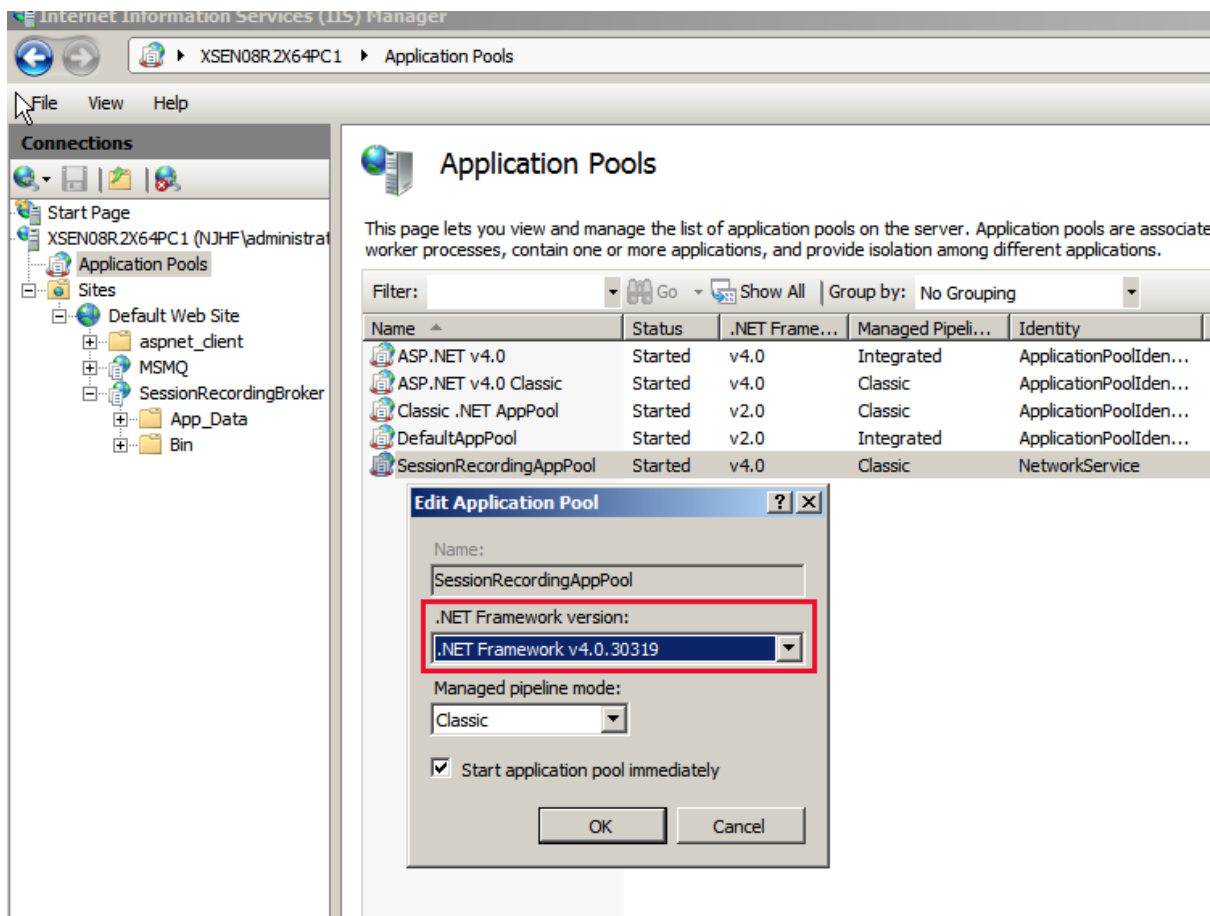 Internet Information Services (IIS) Manager
XSEN08R2X64PC1 Application Pools
File View Help
Connections
Start Page
XSEN08R2X64PC1 (NJHF\administrat
Application Pools
Sites
Default Web Site
aspnet_client
MSMQ
SessionRecordingBroker
App_Data
Bin
Application Pools
This page lets you view and manage the list of application pools on the server. Application pools are associate
worker processes, contain one or more applications, and provide isolation among different applications.
Filter: Go Show All Group by: No Grouping
Name Status .NET Frame... Managed Pipeli... Identity
ASP.NET v4.0 Started v4.0 Integrated ApplicationPoolIden...
ASP.NET v4.0 Classic Started v4.0 Classic ApplicationPoolIden...
Classic .NET AppPool Started v2.0 Classic ApplicationPoolIden...
DefaultAppPool Started v2.0 Integrated ApplicationPoolIden...
SessionRecordingAppPool Started v4.0 Classic NetworkService
Edit Application Pool
Name:
SessionRecordingAppPool
.NET Framework version:
.NET Framework v4.0.30319
Managed pipeline mode:
Classic
Start application pool immediately
OK Cancel